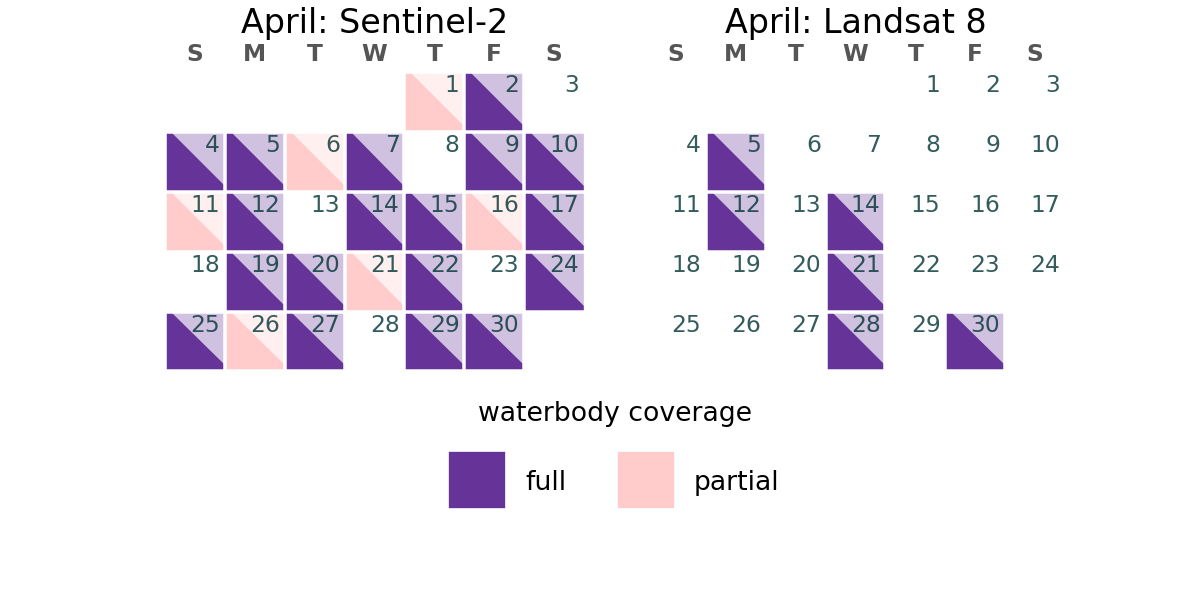 April: Sentinel-2
S M T W T F S
1 2 3
4 5 6 7 8 9 10
11 12 13 14 15 16 17
18 19 20 21 22 23 24
25 26 27 28 29 30
April: Landsat 8
S M T W T F S
1 2 3
4 5 6 7 8 9 10
11 12 13 14 15 16 17
18 19 20 21 22 23 24
25 26 27 28 29 30
waterbody coverage
full
partial